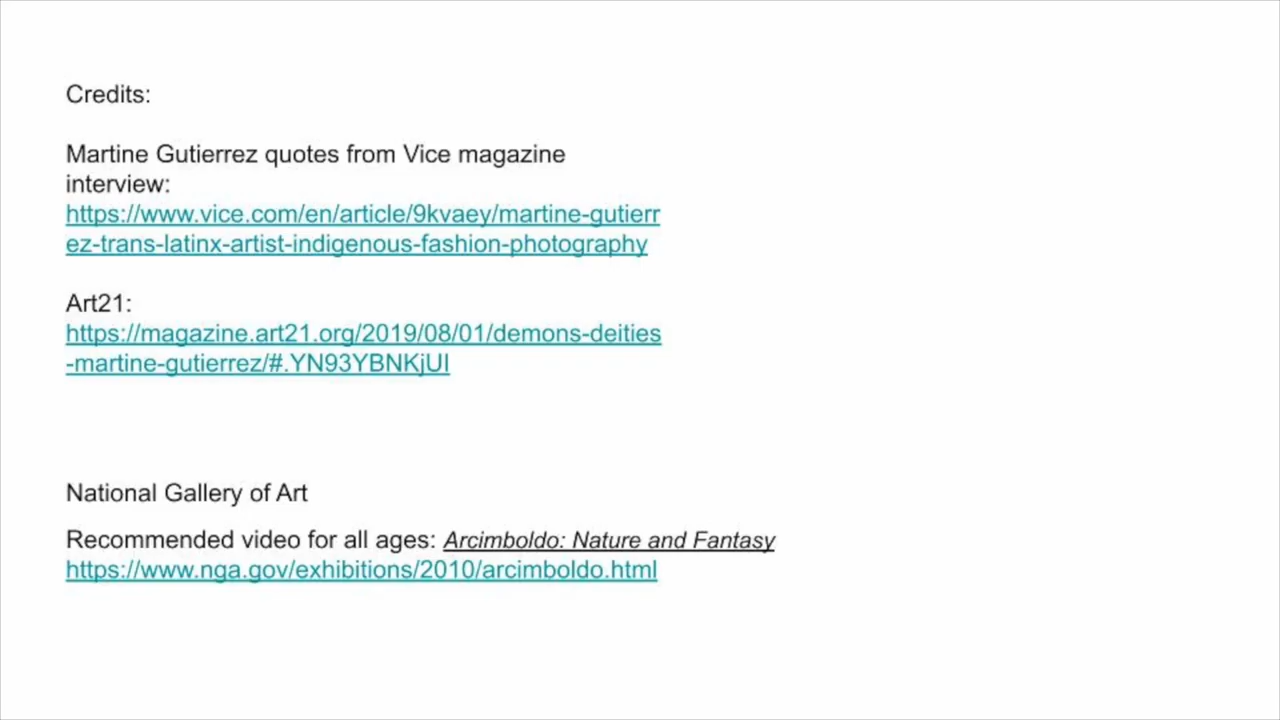 Credits:
Martine Gutierrez quotes from Vice magazine
interview:
https://www.vice.com/en/article/9kvaey/martine-gutierr
ez-trans-latinx-artist-indigenous-fashion-photography
Art21:
https://magazine.art21.org/2019/08/01/demons-deities
-martine-gutierrez/#.YN93YBNKjUI
National Gallery of Art
Recommended video for all ages: Arcimboldo: Nature and Fantasy
https://www.nga.gov/exhibitions/2010/arcimboldo.html